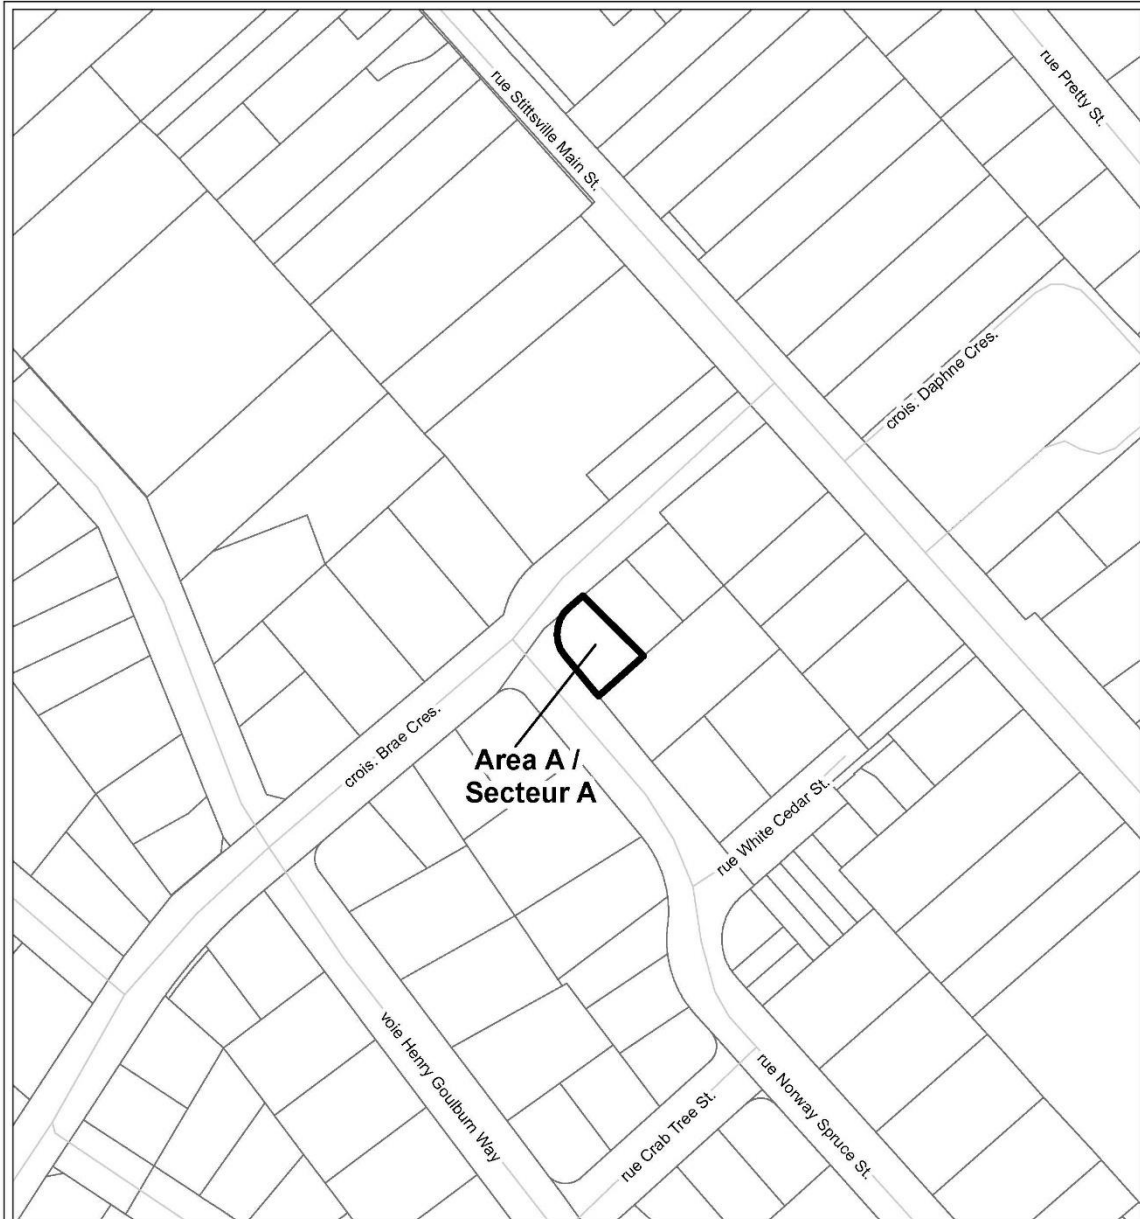 rue Pretty St.
rue Stittsville Main St.
crois. Daphne Cres.
crois. Brae Cres.
Area A /
Secteur A
rue White Cedar St.
voie Henry Goulburn Way
rue Crab Tree St.
rue Norway Spruce St.